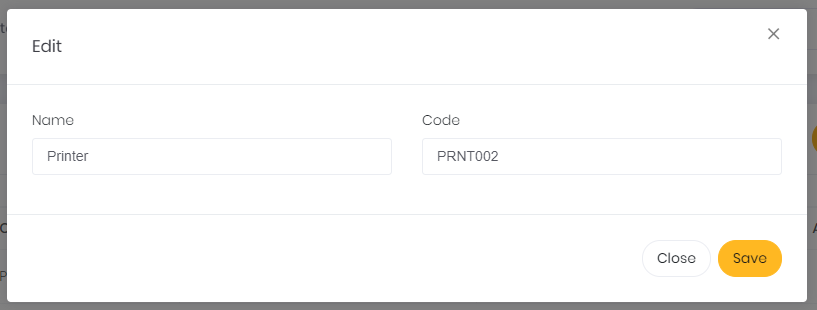 Edit
Name
Code
Printer
PRNT002
Close
Save